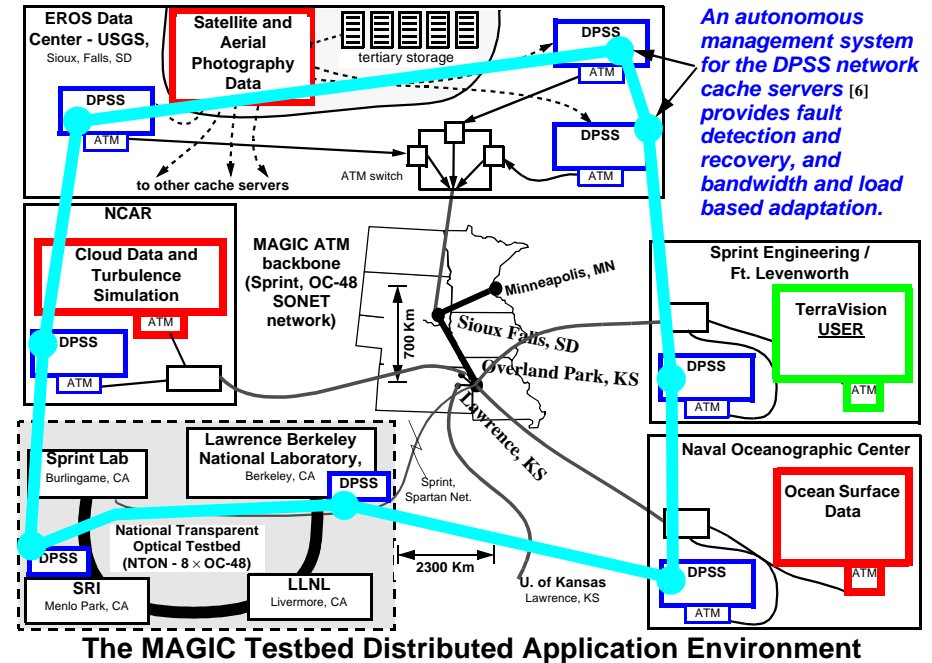 EROS Data
Center - USGS,
Sioux, Falls, SD
Satellite and
Aerial
Photography
Data
tertiary storage
DPSS
ATM
DPSS
ATM
DPSS
ATM
ATM switch
to other cache servers
An autonomous
management system
for the DPSS network
cache servers [6]
provides fault
detection and
recovery, and
bandwidth and load
based adaptation.
NCAR
Cloud Data and
Turbulence
Simulation
ATM
DPSS
ATM
MAGIC ATM
backbone
(Sprint, OC-48
SONET
network)
700 Km
Minneapolis, MN
Sioux Falls, SD
Overland Park, KS
Lawrence, KS
Sprint Engineering /
Ft. Levenworth
TerraVision
USER
ATM
DPSS
ATM
Sprint Lab
Burlingame, CA
Lawrence Berkeley
National Laboratory,
Berkeley, CA
DPSS
National Transparent
Optical Testbed
(NTON - 8 × OC-48)
DPSS
SRI
Menlo Park, CA
LLNL
Livermore, CA
Sprint,
Spartan Net.
2300 Km
U. of Kansas
Lawrence, KS
Naval Oceanographic Center
Ocean Surface
Data
ATM
DPSS
ATM
The MAGIC Testbed Distributed Application Environment